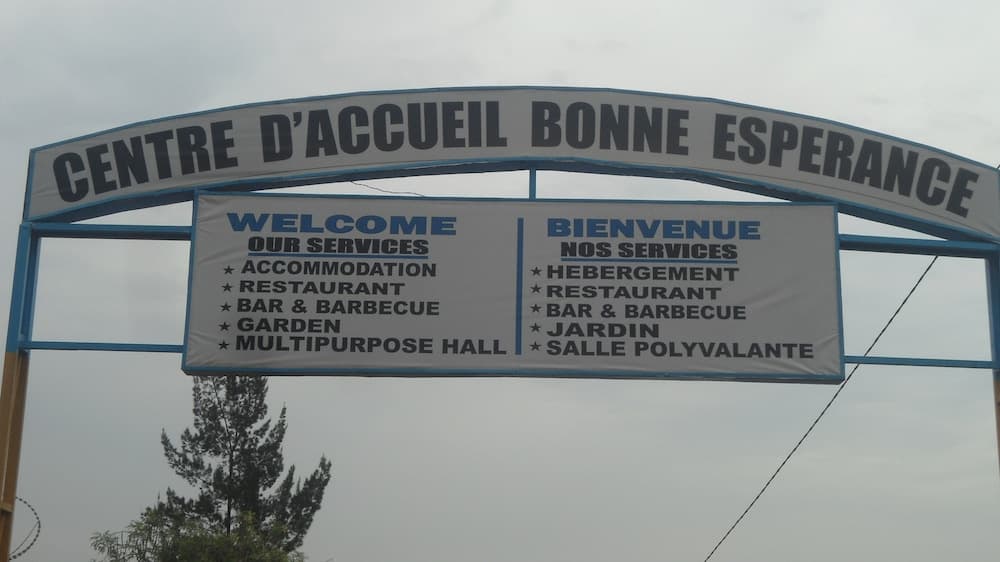 CENTRE D'ACCUEIL BONNE ESPERANCE
WELCOME
OUR SERVICES
★ ACCOMMODATION
★ RESTAURANT
★ BAR & BARBECUE
★ GARDEN
★ MULTIPURPOSE HALL
BIENVENUE
NOS SERVICES
★ HEBERGEMENT
★ RESTAURANT
★ BAR & BARBECUE
★ JARDIN
★ SALLE POLYVALANTE